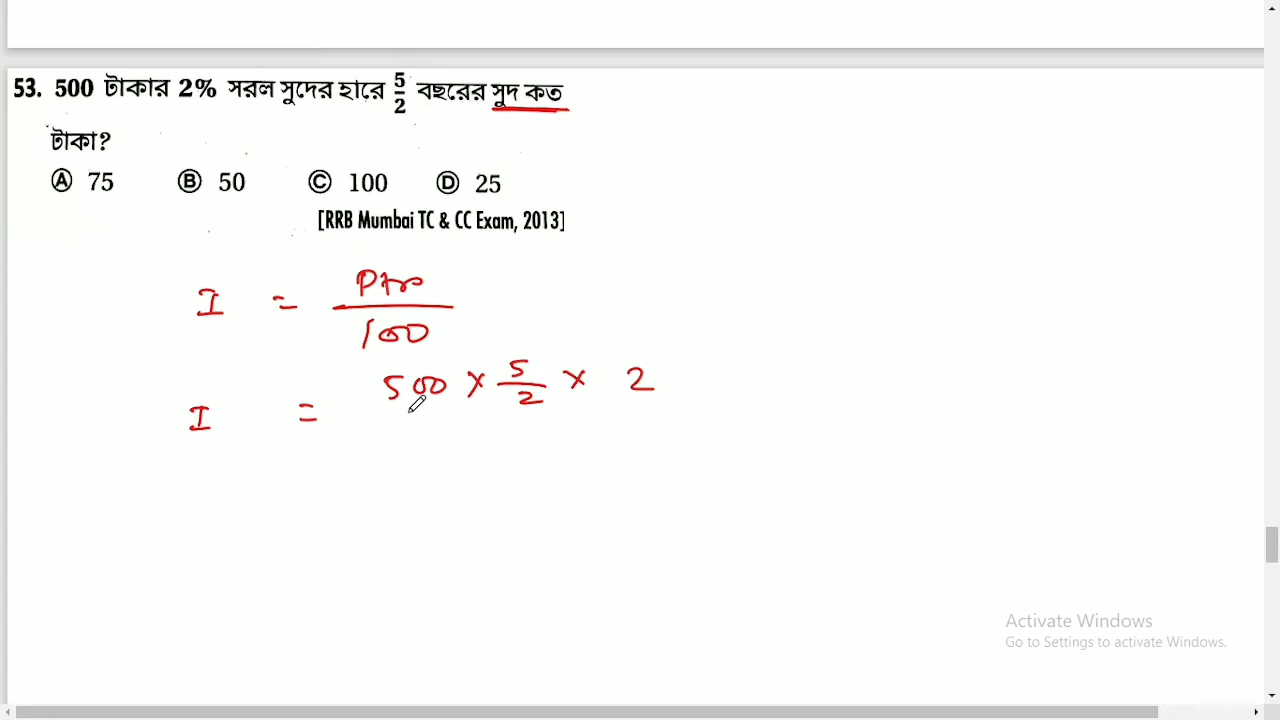 53. 500 টাকার 2% সরল সুদের হারে 5/2 বছরের সুদ কত
টাকা?
Ⓐ 75 Ⓑ 50 Ⓒ 100 Ⓓ 25
[RRB Mumbai TC & CC Exam, 2013]
I = Ptr/100
I = 500 × 5/2 × 2
Activate Windows
Go to Settings to activate Windows.